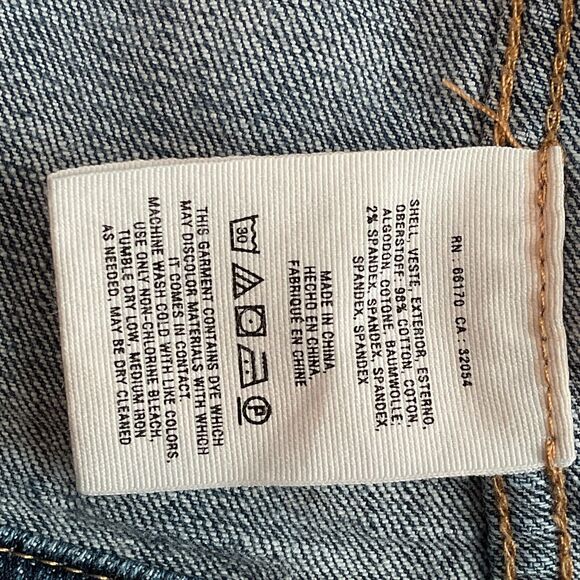 RN : 66170 CA : 32054
SHELL, VESTE, EXTERIOR, ESTERNO,
OBERSTOFF: 98% COTTON, COTON,
ALGODON, COTONE, BAUMWOLLE;
2% SPANDEX, SPANDEX, SPANDEX,
SPANDEX, SPANDEX
MADE IN CHINA,
HECHO EN CHINA,
FABRIQUÉ EN CHINE
30
P
THIS GARMENT CONTAINS DYE WHICH
MAY DISCOLOR MATERIALS WITH WHICH
IT COMES IN CONTACT
MACHINE WASH COLD WITH LIKE COLORS,
USE ONLY NON-CHLORINE BLEACH,
TUMBLE DRY LOW, MEDIUM IRON
AS NEEDED, MAY BE DRY CLEANED